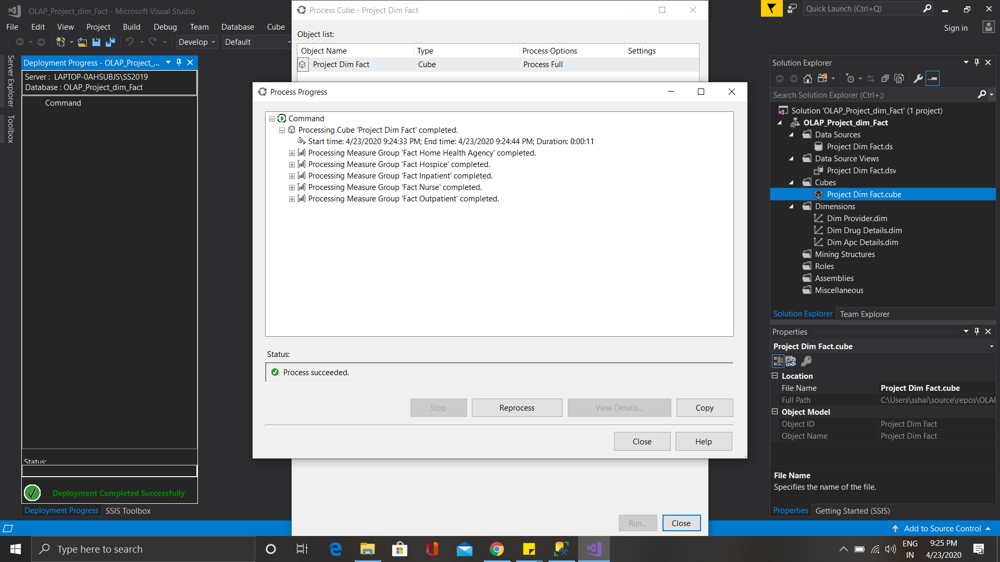 OLAP_Project_dim_Fact - Microsoft Visual Studio
Quick Launch (Ctrl+Q)
File Edit View Project Build Debug Team Database Cube
Sign in
Develop Default
Server Explorer
Toolbox
Deployment Progress - OLAP_Project_...
Server : LAPTOP-0AHSUBJS\SS2019
Database : OLAP_Project_dim_Fact
Command
Status:
Deployment Completed Successfully
Deployment Progress SSIS Toolbox
Process Cube - Project Dim Fact
Object list:
Object Name Type Process Options Settings
Project Dim Fact Cube Process Full
Process Progress
Command
Processing Cube 'Project Dim Fact' completed.
Start time: 4/23/2020 9:24:33 PM; End time: 4/23/2020 9:24:44 PM; Duration: 0:00:11
Processing Measure Group 'Fact Home Health Agency' completed.
Processing Measure Group 'Fact Hospice' completed.
Processing Measure Group 'Fact Inpatient' completed.
Processing Measure Group 'Fact Nurse' completed.
Processing Measure Group 'Fact Outpatient' completed.
Status:
Process succeeded.
Stop Reprocess View Details... Copy
Close Help
Run... Close
Solution Explorer
Search Solution Explorer (Ctrl+;)
Solution 'OLAP_Project_dim_Fact' (1 project)
OLAP_Project_dim_Fact
Data Sources
Project Dim Fact.ds
Data Source Views
Project Dim Fact.dsv
Cubes
Project Dim Fact.cube
Dimensions
Dim Provider.dim
Dim Drug Details.dim
Dim Apc Details.dim
Mining Structures
Roles
Assemblies
Miscellaneous
Solution Explorer Team Explorer
Properties
Project Dim Fact.cube
Location
File Name Project Dim Fact.cube
Full Path C:\Users\sshai\source\repos\OLAI
Object Model
Object ID Project Dim Fact
Object Name Project Dim Fact
File Name
Specifies the name of the file.
Properties Getting Started (SSIS)
Add to Source Control
Type here to search
ENG
IN
9:25 PM
4/23/2020